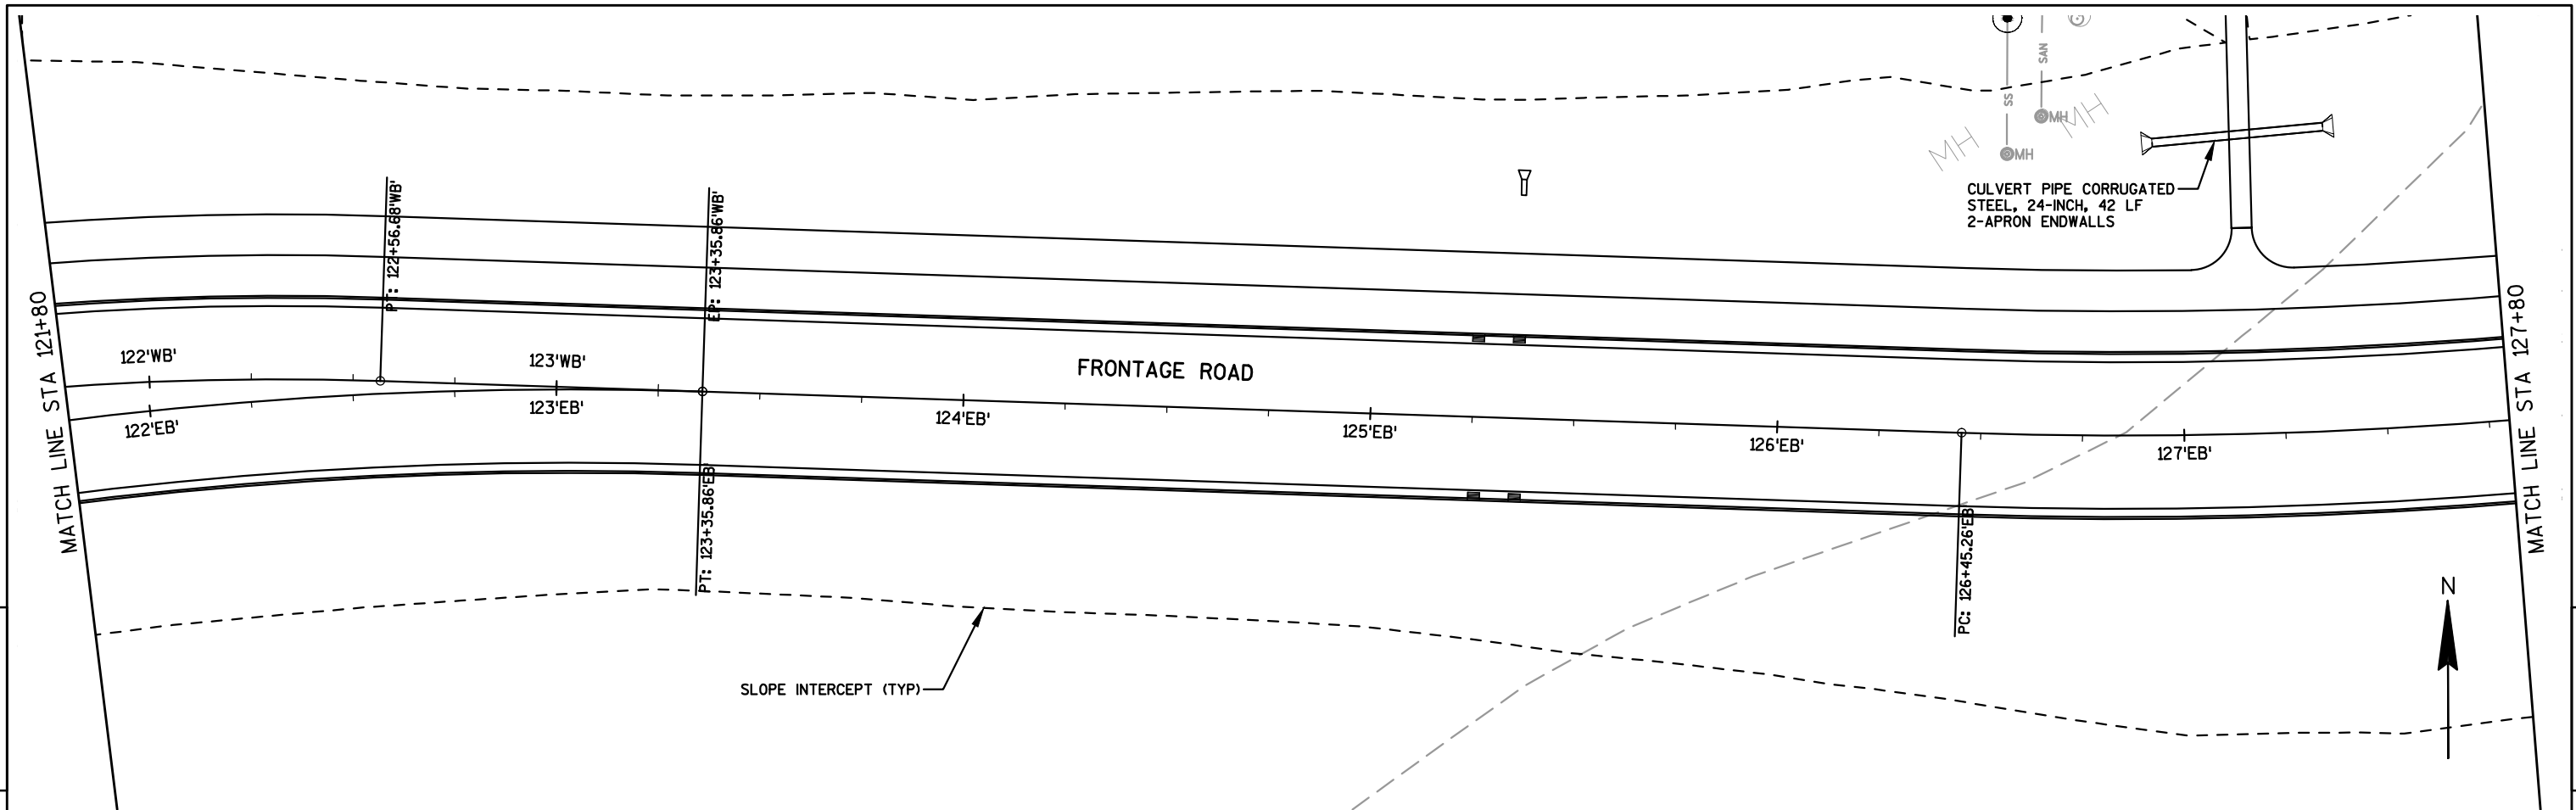 SAN
SS
MH
MH
MH
MH
CULVERT PIPE CORRUGATED
STEEL, 24-INCH, 42 LF
2-APRON ENDWALLS
PT: 122+56.68'WB'
EP: 123+35.86'WB'
MATCH LINE STA 121+80
MATCH LINE STA 127+80
122'WB'
123'WB'
FRONTAGE ROAD
122'EB'
123'EB'
124'EB'
125'EB'
126'EB'
127'EB'
PT: 123+35.86'EB'
PC: 126+45.26'EB'
N
SLOPE INTERCEPT (TYP)